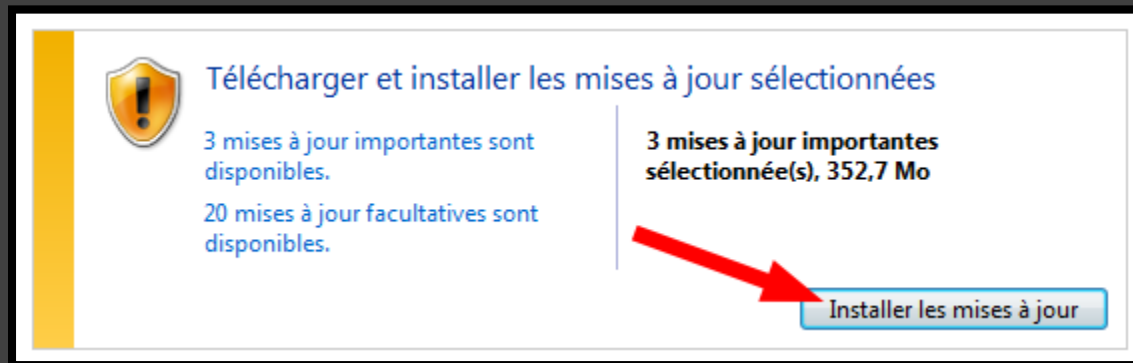 Télécharger et installer les mises à jour sélectionnées
3 mises à jour importantes sont
disponibles.
20 mises à jour facultatives sont
disponibles.
3 mises à jour importantes
sélectionnée(s), 352,7 Mo
Installer les mises à jour